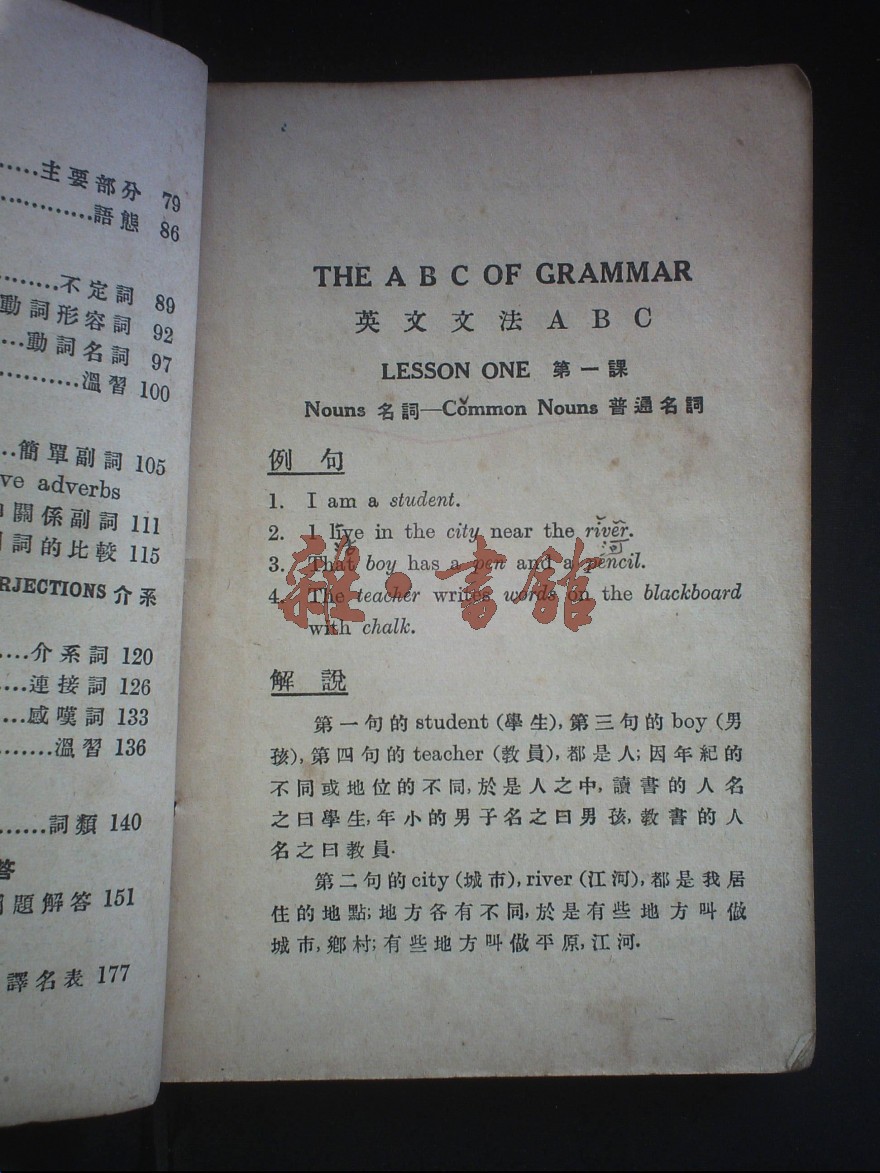 主要部分 79
語態 86
不定詞 89
動詞形容詞 92
動詞名詞 97
溫習 100
簡單副詞 105
ve adverbs
關係副詞 111
詞的比較 115
RJECTIONS 介系
介系詞 120
連接詞 126
感嘆詞 133
溫習 136
詞類 140
答
問題解答 151
譯名表 177
THE A B C OF GRAMMAR
英文文法 A B C
LESSON ONE 第一課
Nouns 名詞—Common Nouns 普通名詞
例句
1. I am a student.
2. I live in the city near the river.
河
3. That boy has a pen and a pencil.
4. The teacher writes words on the blackboard
with chalk.
雜·書館
解說
第一句的 student (學生), 第三句的 boy (男
孩), 第四句的 teacher (教員), 都是人; 因年紀的
不同或地位的不同, 於是人之中, 讀書的人名
之曰學生, 年小的男子名之曰男孩, 教書的人
名之曰教員.
第二句的 city (城市), river (江河), 都是我居
住的地點; 地方各有不同, 於是有些地方叫做
城市, 鄉村; 有些地方叫做平原, 江河.